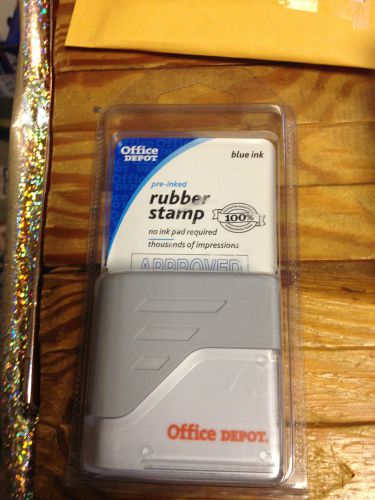 Office
DEPOT
blue ink
pre-inked
rubber
stamp
100%
no ink pad required
thousands of impressions
APPROVED
Office DEPOT.